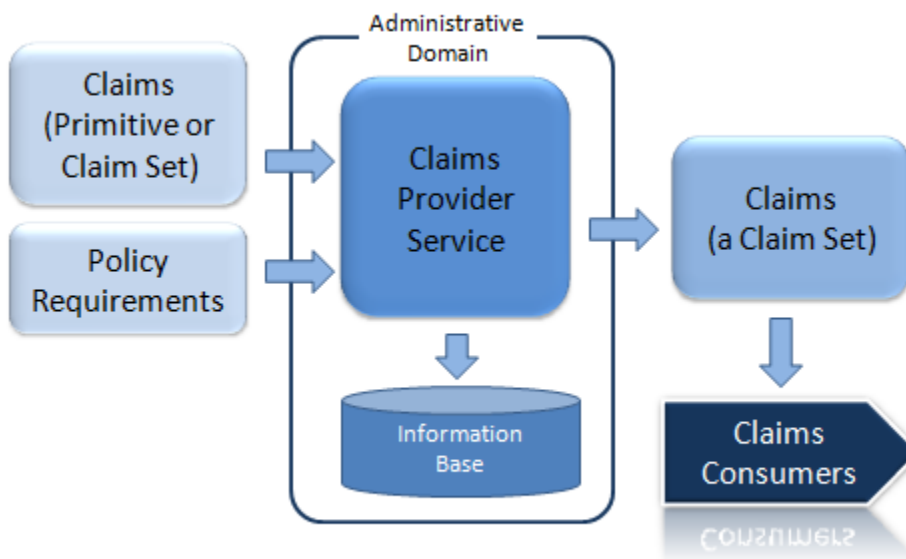 Administrative
Domain
Claims
(Primitive or
Claim Set)
Policy
Requirements
Claims
Provider
Service
Information
Base
Claims
(a Claim Set)
Claims
Consumers